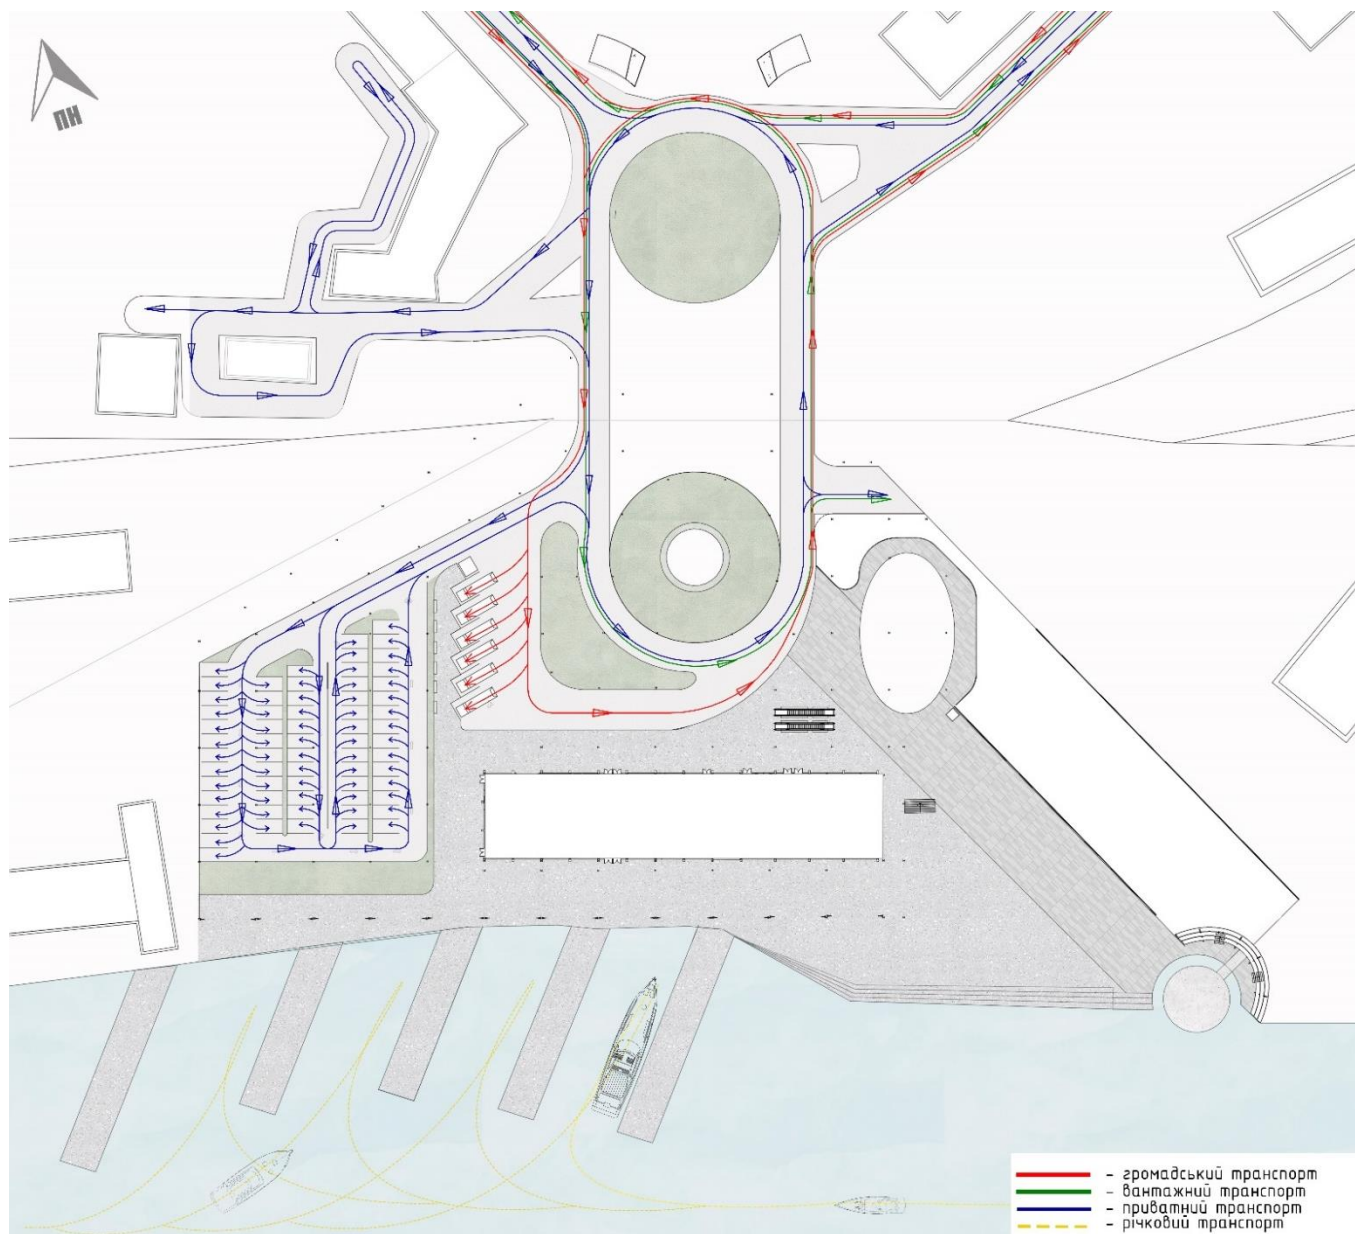 ПН
- громадський транспорт
- вантажний транспорт
- приватний транспорт
- річковий транспорт